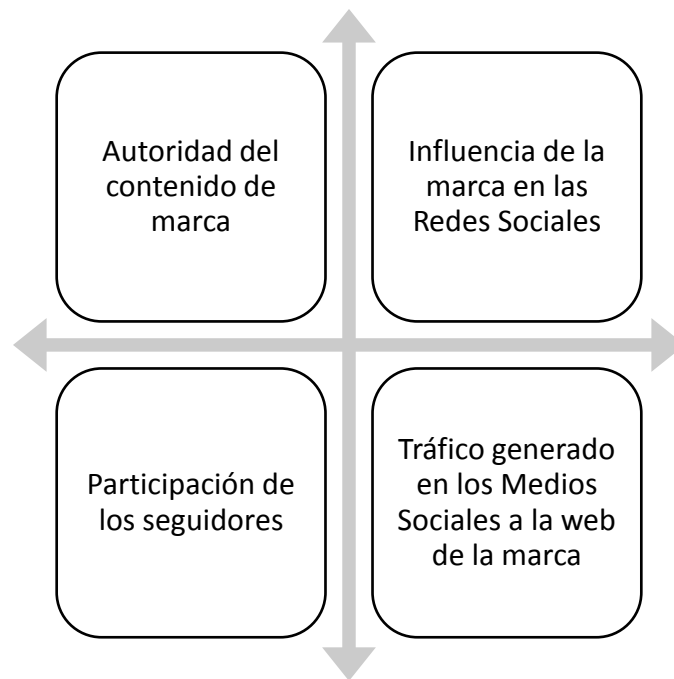 Autoridad del
contenido de
marca
Influencia de la
marca en las
Redes Sociales
Participación de
los seguidores
Tráfico generado
en los Medios
Sociales a la web
de la marca